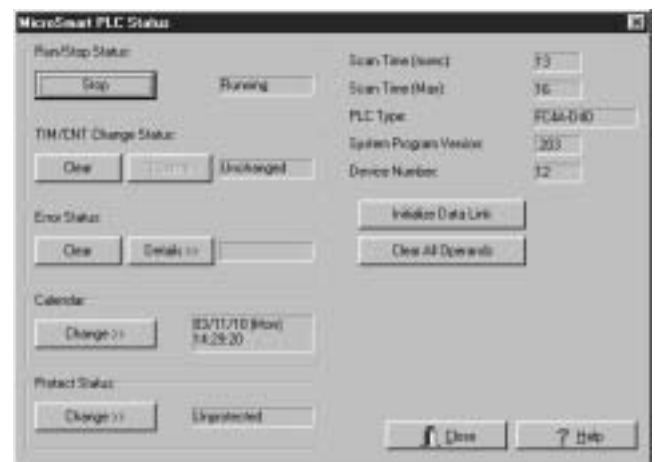 MicroSmart PLC Status
Run/Stop Status:
Stop
Running
TIM/CNT Change Status:
Clear
Unchanged
Error Status:
Clear
Details >>
Calendar:
Change >>
03/11/10 (Mon)
14:29:20
Protect Status:
Change >>
Unprotected
Scan Time (msec):
13
Scan Time (Max):
16
PLC Type:
System Program Version:
203
Device Number:
12
Initialize Data Link
Clear All Operands
Close
? Help